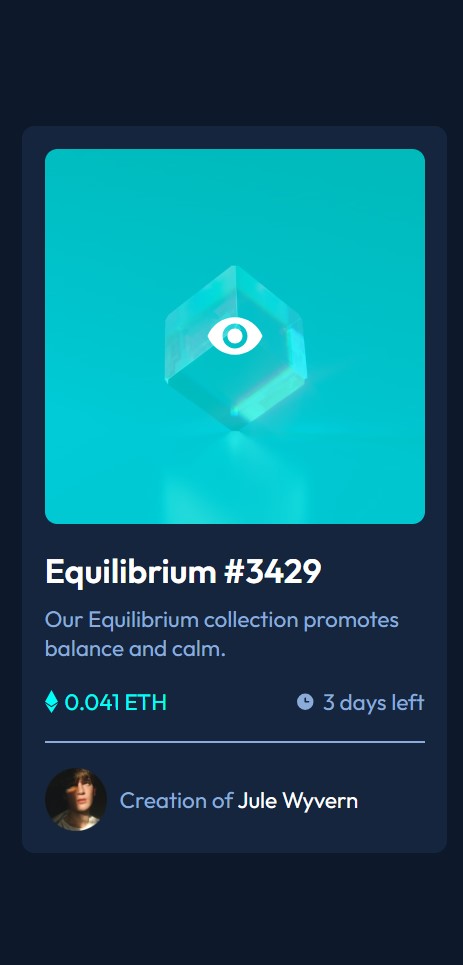 Equilibrium #3429
Our Equilibrium collection promotes
balance and calm.
0.041 ETH
3 days left
Creation of Jule Wyvern